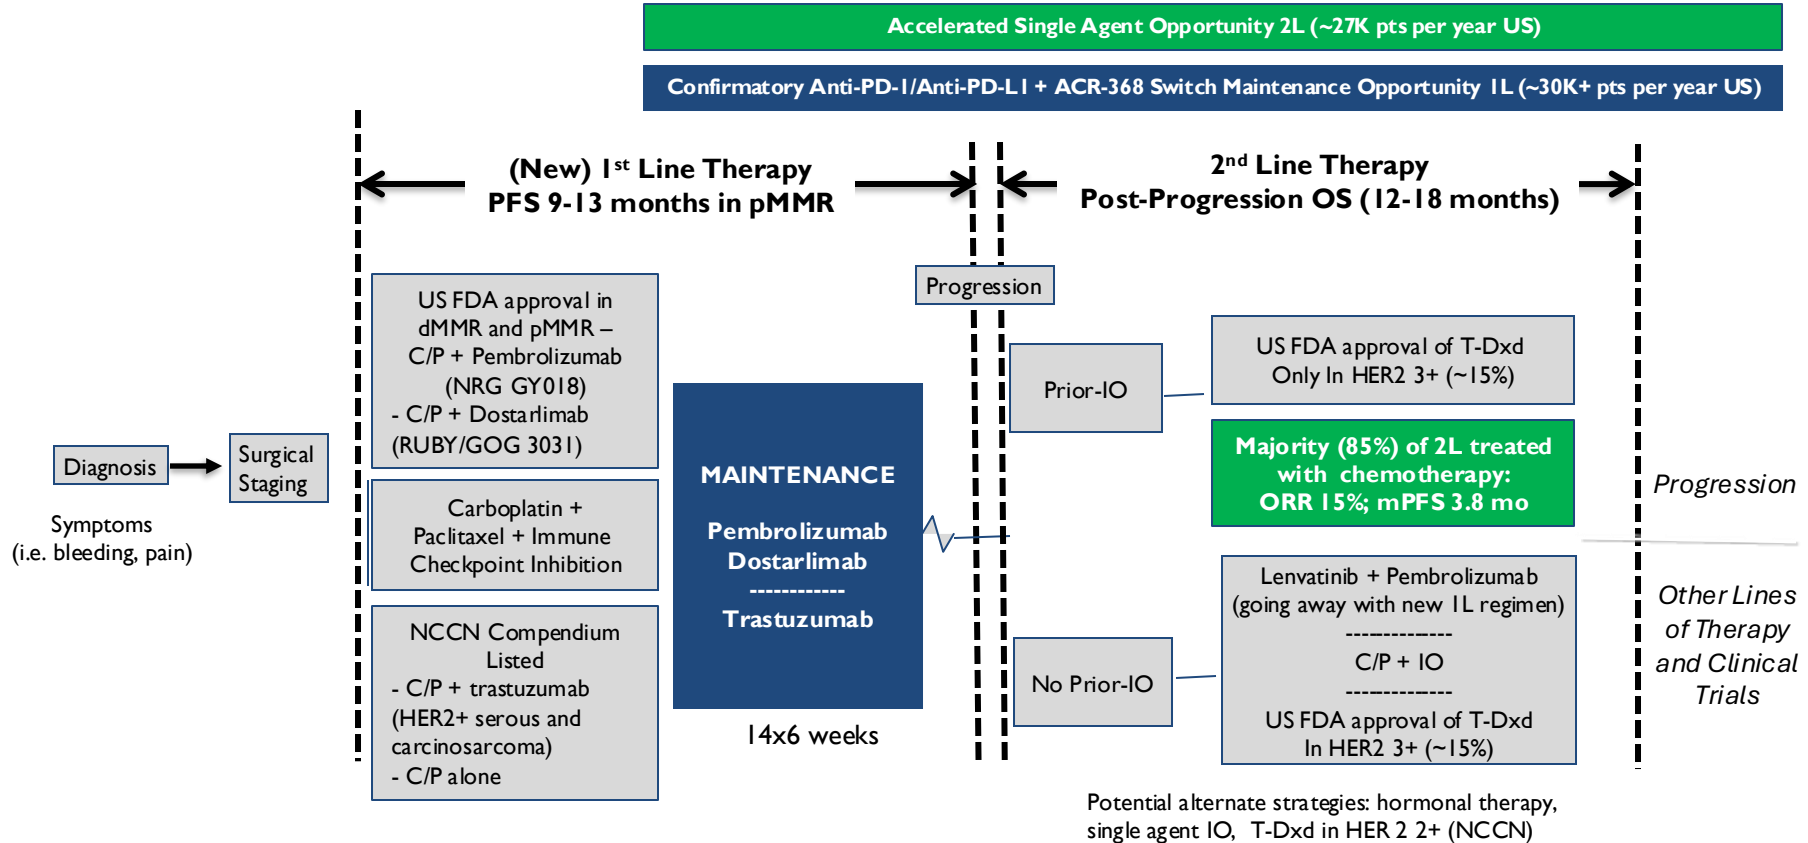 Accelerated Single Agent Opportunity 2L (~27K pts per year US)
Confirmatory Anti-PD-1/Anti-PD-L1 + ACR-368 Switch Maintenance Opportunity 1L (~30K+ pts per year US)
(New) 1st Line Therapy
PFS 9-13 months in pMMR
2nd Line Therapy
Post-Progression OS (12-18 months)
Progression
Diagnosis
Symptoms
(i.e. bleeding, pain)
Surgical
Staging
US FDA approval in
dMMR and pMMR –
C/P + Pembrolizumab
(NRG GY018)
- C/P + Dostarlimab
(RUBY/GOG 3031)
Carboplatin +
Paclitaxel + Immune
Checkpoint Inhibition
NCCN Compendium
Listed
- C/P + trastuzumab
(HER2+ serous and
carcinosarcoma)
- C/P alone
MAINTENANCE
Pembrolizumab
Dostarlimab
------------
Trastuzumab
14x6 weeks
Prior-IO
US FDA approval of T-Dxd
Only In HER2 3+ (~15%)
Majority (85%) of 2L treated
with chemotherapy:
ORR 15%; mPFS 3.8 mo
No Prior-IO
Lenvatinib + Pembrolizumab
(going away with new 1L regimen)
--------------
C/P + IO
--------------
US FDA approval of T-Dxd
In HER2 3+ (~15%)
Potential alternate strategies: hormonal therapy,
single agent IO, T-Dxd in HER 2 2+ (NCCN)
Progression
Other Lines
of Therapy
and Clinical
Trials